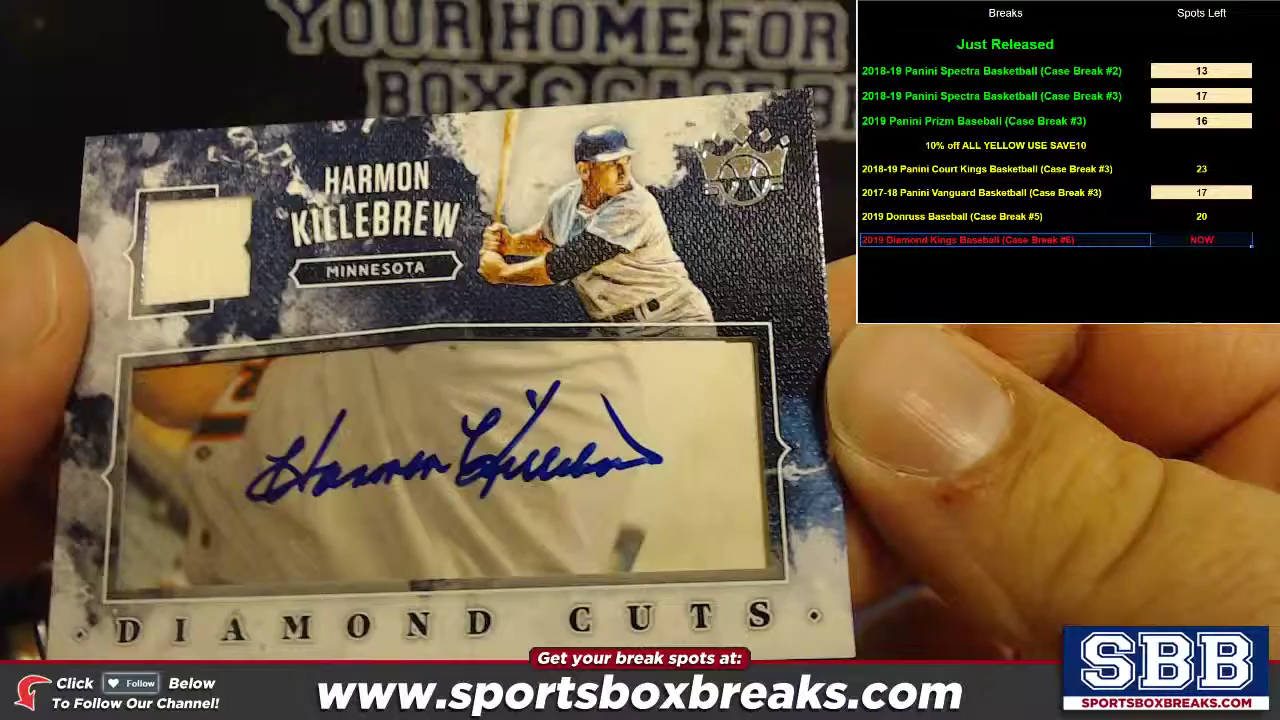 YOUR HOME FOR
BOX & CASE B
HARMON
KILLEBREW
MINNESOTA
Harmon Killebrew
DIAMOND CUTS
Breaks Spots Left
Just Released
2018-19 Panini Spectra Basketball (Case Break #2) 13
2018-19 Panini Spectra Basketball (Case Break #3) 17
2019 Panini Prizm Baseball (Case Break #3) 16
10% off ALL YELLOW USE SAVE10
2018-19 Panini Court Kings Basketball (Case Break #3) 23
2017-18 Panini Vanguard Basketball (Case Break #3) 17
2019 Donruss Baseball (Case Break #5) 20
2019 Diamond Kings Baseball (Case Break #6) NOW
Get your break spots at:
Click Follow Below
To Follow Our Channel!
www.sportsboxbreaks.com
SBB
SPORTSBOXBREAKS.COM